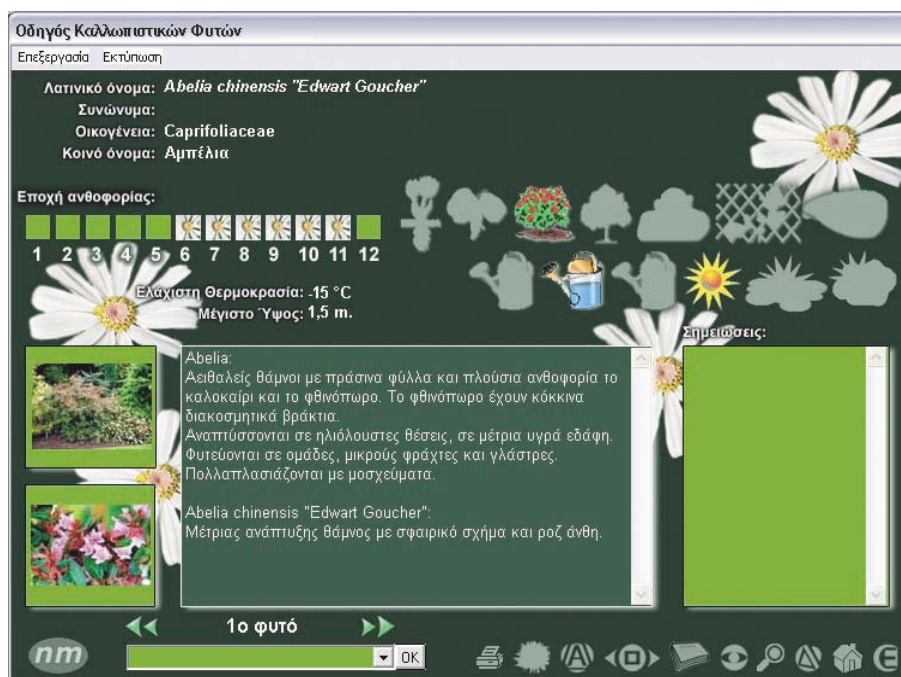 Οδηγός Καλλωπιστικών Φυτών
Επεξεργασία Εκτύπωση
Λατινικό όνομα: Abelia chinensis "Edwart Goucher"
Συνώνυμα:
Οικογένεια: Caprifoliaceae
Κοινό όνομα: Αμπέλια
Εποχή ανθοφορίας:
1 2 3 4 5 6 7 8 9 10 11 12
Ελάχιστη Θερμοκρασία: -15 °C
Μέγιστο Ύψος: 1,5 m.
Σημειώσεις:
Abelia:
Αειθαλείς θάμνοι με πράσινα φύλλα και πλούσια ανθοφορία το
καλοκαίρι και το φθινόπωρο. Το φθινόπωρο έχουν κόκκινα
διακοσμητικά βράκτια.
Αναπτύσσονται σε ηλιόλουστες θέσεις, σε μέτρια υγρά εδάφη.
Φυτεύονται σε ομάδες, μικρούς φράχτες και γλάστρες.
Πολλαπλασιάζονται με μοσχεύματα.
Abelia chinensis "Edwart Goucher":
Μέτριας ανάπτυξης θάμνος με σφαιρικό σχήμα και ροζ άνθη.
1ο φυτό
nm
OK